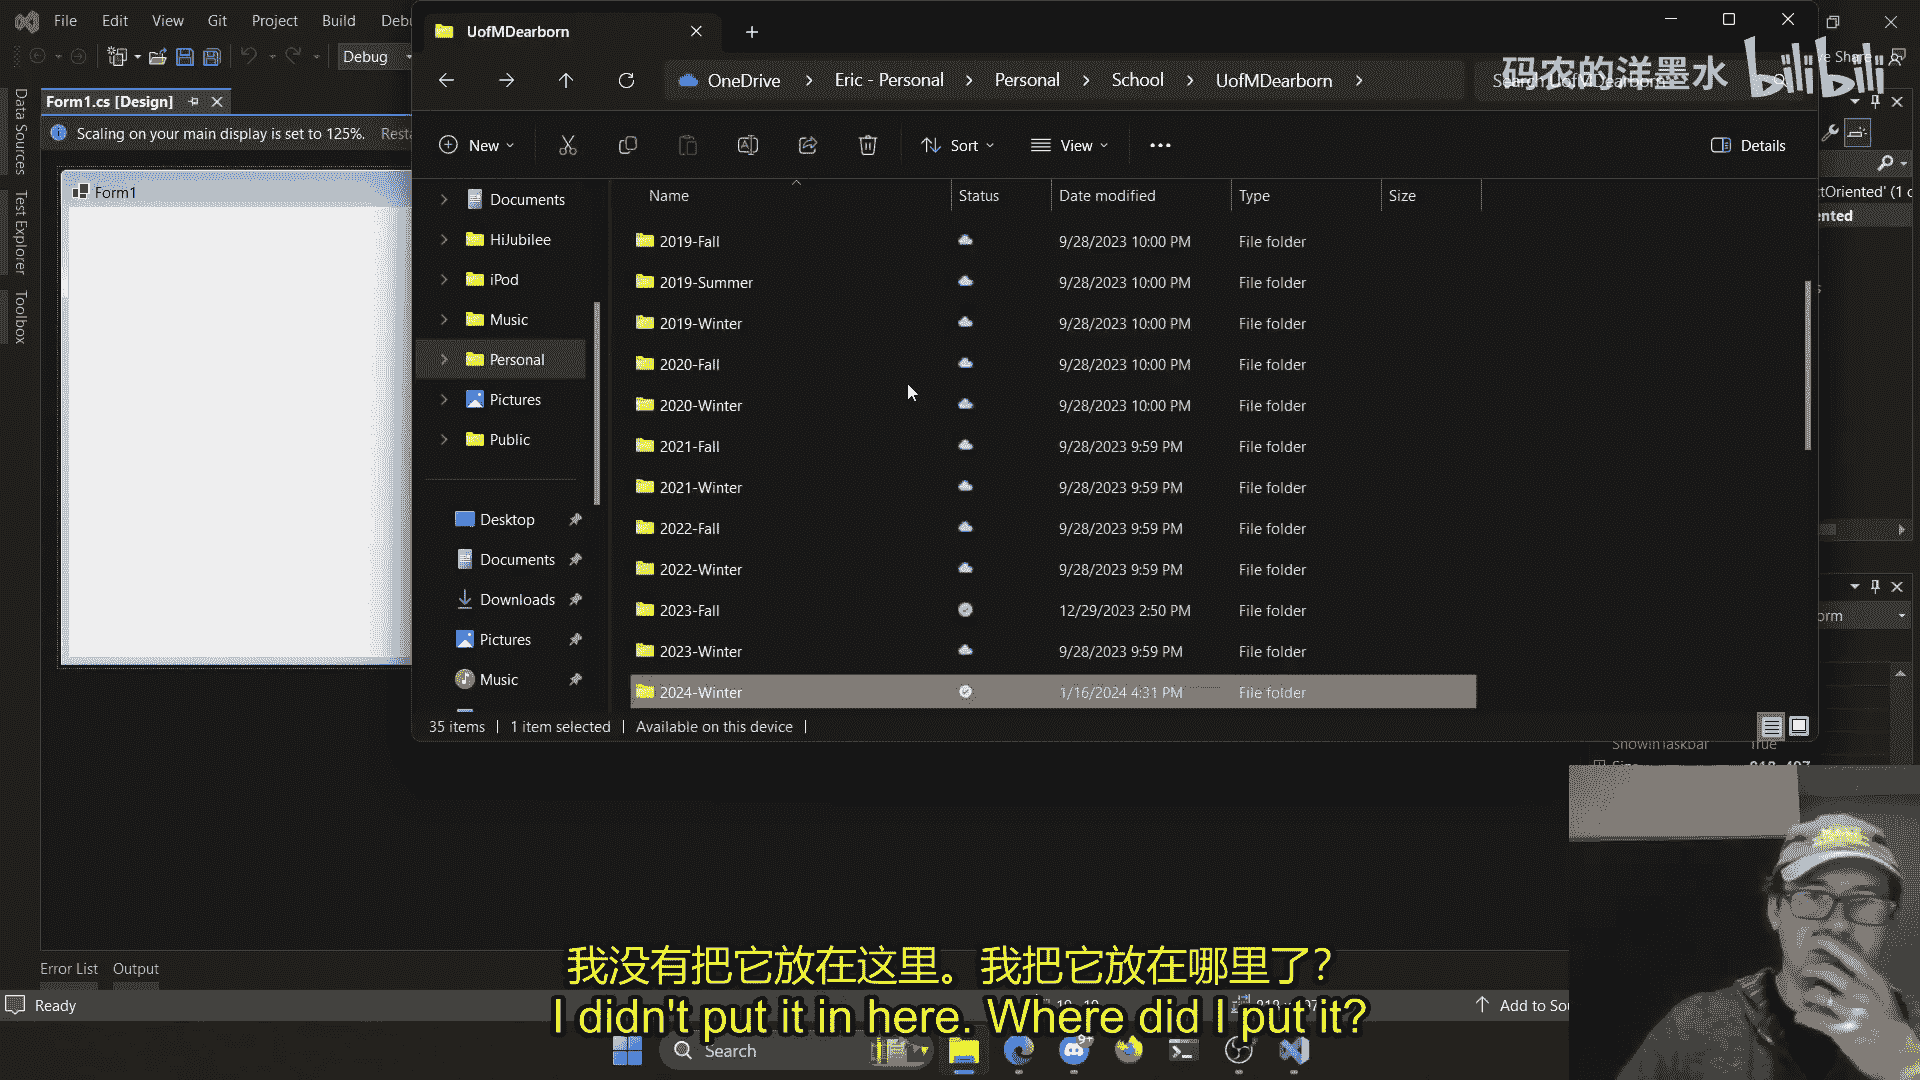 File Edit View Git Project Build
UofMDearborn
Debug
OneDrive Eric - Personal Personal School UofMDearborn
码农的洋墨水 bilibili
Form1.cs [Design]
Scaling on your main display is set to 125%.
New Sort View Details
Data Sources
Test Explorer
Toolbox
Form1
Name Status Date modified Type Size
Documents
HiJubilee
iPod
Music
Personal
Pictures
Public
Desktop
Documents
Downloads
Pictures
Music
2019-Fall 9/28/2023 10:00 PM File folder
2019-Summer 9/28/2023 10:00 PM File folder
2019-Winter 9/28/2023 10:00 PM File folder
2020-Fall 9/28/2023 10:00 PM File folder
2020-Winter 9/28/2023 10:00 PM File folder
2021-Fall 9/28/2023 9:59 PM File folder
2021-Winter 9/28/2023 9:59 PM File folder
2022-Fall 9/28/2023 9:59 PM File folder
2022-Winter 9/28/2023 9:59 PM File folder
2023-Fall 12/29/2023 2:50 PM File folder
2023-Winter 9/28/2023 9:59 PM File folder
2024-Winter 1/16/2024 4:31 PM File folder
35 items 1 item selected Available on this device
Error List Output
我没有把它放在这里。我把它放在哪里了？
Ready
I didn't put it in here. Where did I put it?
Search